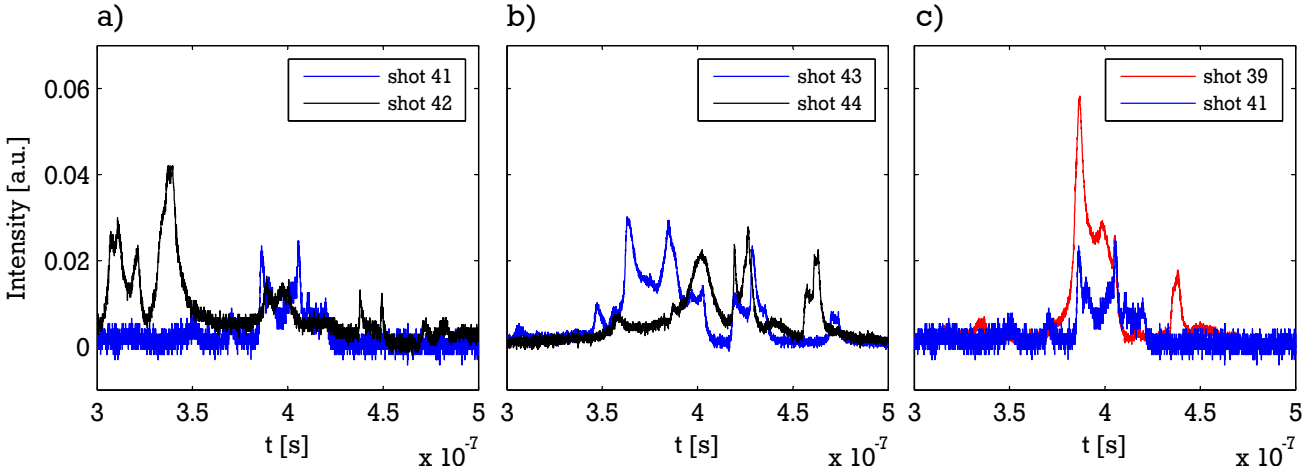 a) b) c)
shot 41
shot 42
shot 43
shot 44
shot 39
shot 41
Intensity [a.u.]
0.06
0.04
0.02
0
3 3.5 4 4.5 5
3 3.5 4 4.5 5
3 3.5 4 4.5 5
t [s] x 10-7
t [s] x 10-7
t [s] x 10-7